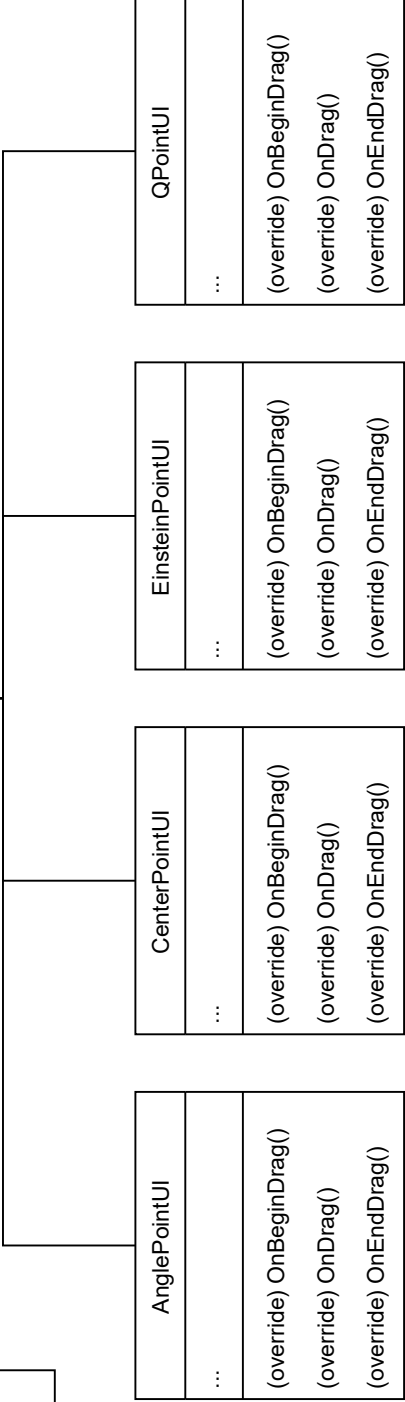 AnglePointUI
...
(override) OnBeginDrag()
(override) OnDrag()
(override) OnEndDrag()
CenterPointUI
...
(override) OnBeginDrag()
(override) OnDrag()
(override) OnEndDrag()
EinsteinPointUI
...
(override) OnBeginDrag()
(override) OnDrag()
(override) OnEndDrag()
QPointUI
...
(override) OnBeginDrag()
(override) OnDrag()
(override) OnEndDrag()